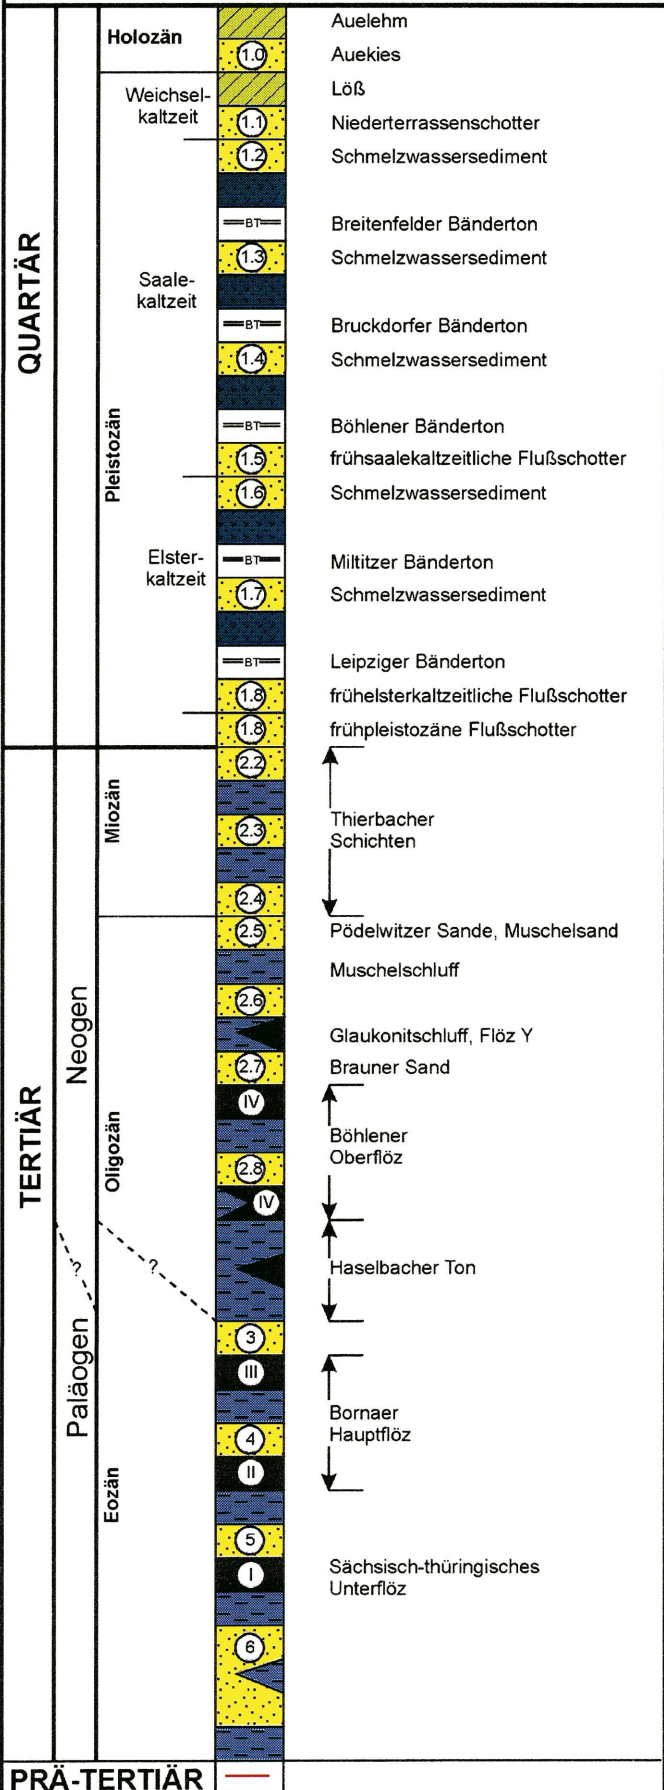 Auelehm
Holozän
1.0
Auekies
Löß
Weichsel-
kaltzeit
1.1
Niederterrassenschotter
1.2
Schmelzwassersediment
BT
Breitenfelder Bänderton
1.3
Schmelzwassersediment
QUARTÄR
Saale-
kaltzeit
BT
Bruckdorfer Bänderton
1.4
Schmelzwassersediment
Pleistozän
BT
Böhlener Bänderton
1.5
frühsaalekaltzeitliche Flußschotter
1.6
Schmelzwassersediment
Elster-
kaltzeit
BT
Miltitzer Bänderton
1.7
Schmelzwassersediment
BT
Leipziger Bänderton
1.8
frühelsterkaltzeitliche Flußschotter
1.8
frühpleistozäne Flußschotter
2.2
Miozän
2.3
Thierbacher
Schichten
2.4
2.5
Pödelwitzer Sande, Muschelsand
Muschelschluff
Neogen
2.6
Glaukonitschluff, Flöz Y
2.7
Brauner Sand
TERTIÄR
IV
Oligozän
Böhlener
Oberflöz
2.8
IV
?
?
Haselbacher Ton
3
Paläogen
III
Bornaer
Hauptflöz
4
II
Eozän
5
I
Sächsisch-thüringisches
Unterflöz
6
PRÄ-TERTIÄR